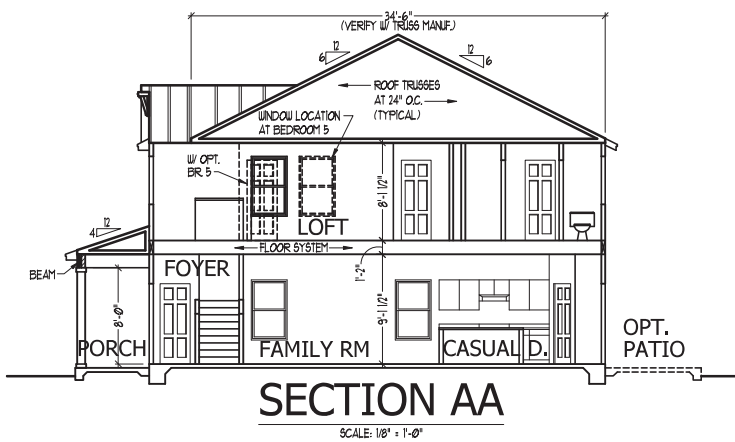 34'-6"
(VERIFY W/ TRUSS MANUF.)
12
6
12
6
ROOF TRUSSES
AT 24" O.C.
(TYPICAL)
WINDOW LOCATION
AT BEDROOM 5
W/ OPT.
BR. 5
8'-1 1/2"
LOFT
12
4
FLOOR SYSTEM
BEAM
FOYER
1'-2"
8'-0"
9'-1 1/2"
PORCH
FAMILY RM
CASUAL D.
OPT.
PATIO
SECTION AA
SCALE: 1/8" = 1'-0"